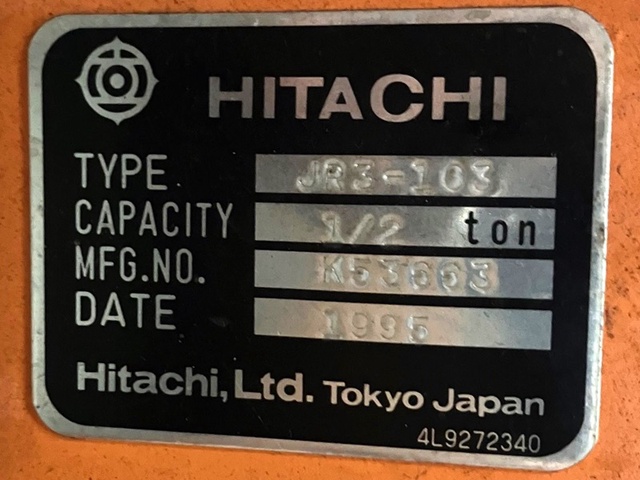 HITACHI
TYPE JR3-103
CAPACITY 1/2 ton
MFG.NO. K53663
DATE 1995
Hitachi, Ltd. Tokyo Japan
4L9272340